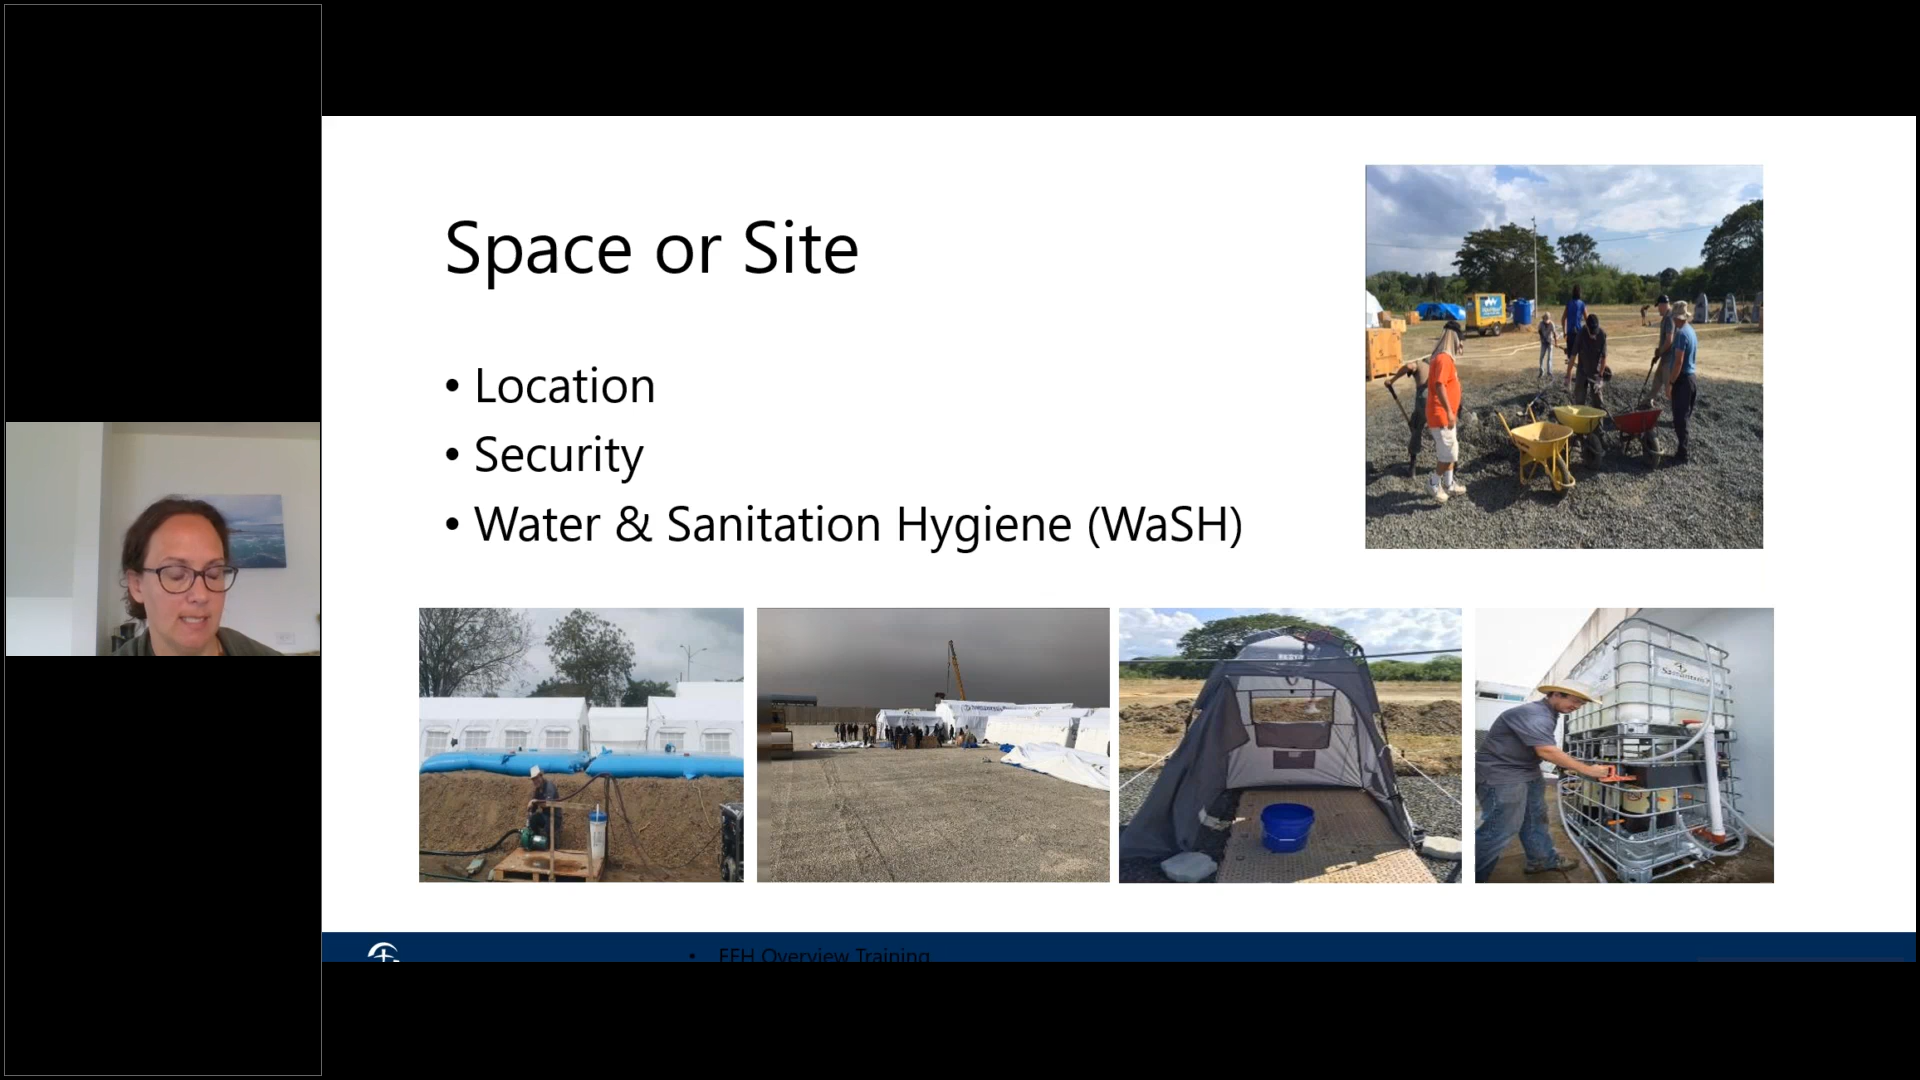 Space or Site
• Location
• Security
• Water & Sanitation Hygiene (WaSH)
• EFH Overview Training